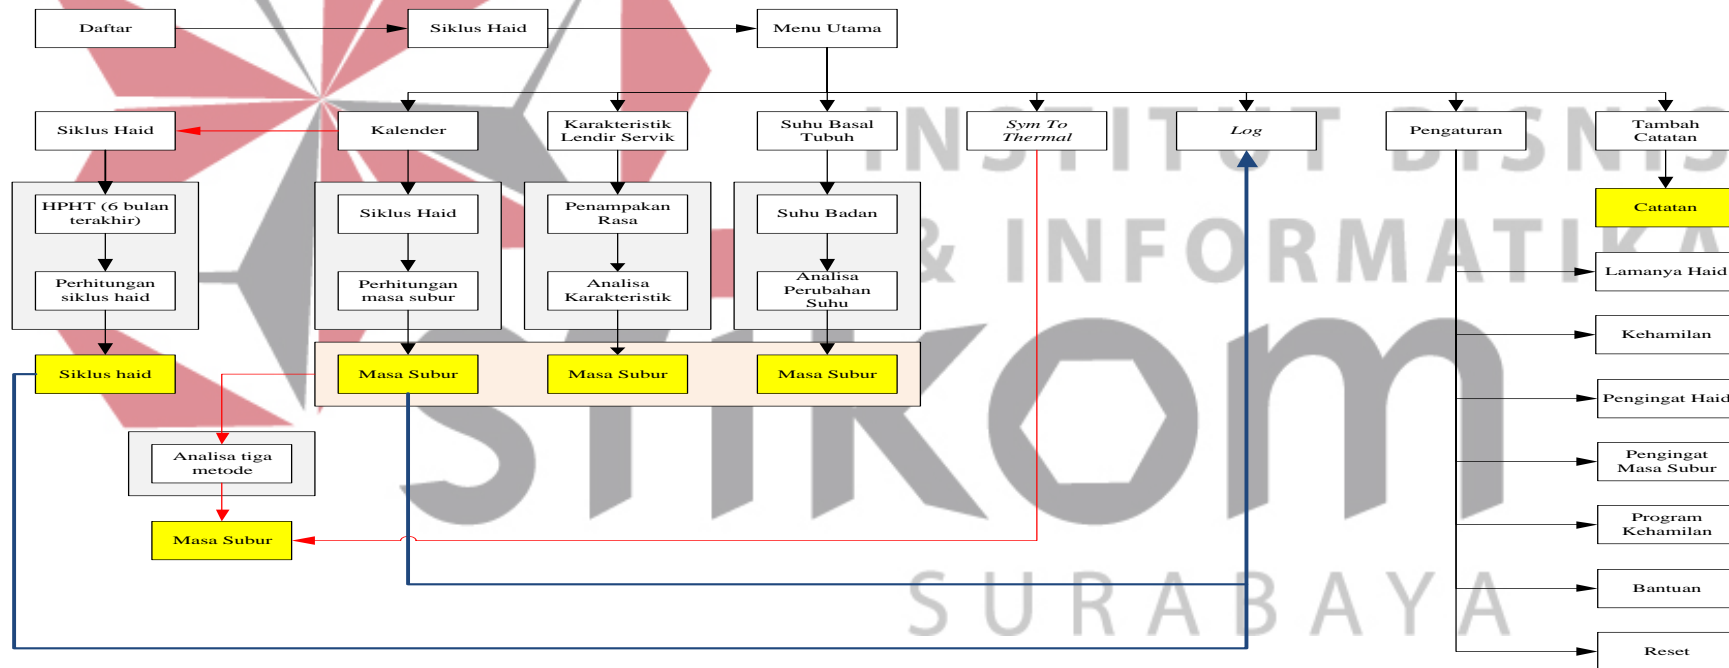 Daftar
Siklus Haid
Menu Utama
Siklus Haid
Kalender
Karakteristik
Lendir Servik
Suhu Basal
Tubuh
Sym To
Thermal
Log
Pengaturan
Tambah
Catatan
HPHT (6 bulan
terakhir)
Siklus Haid
Penampakan
Rasa
Suhu Badan
Catatan
Perhitungan
siklus haid
Perhitungan
masa subur
Analisa
Karakteristik
Analisa
Perubahan
Suhu
Lamanya Haid
Kehamilan
Siklus haid
Masa Subur
Masa Subur
Masa Subur
Pengingat Haid
Analisa tiga
metode
Pengingat
Masa Subur
Masa Subur
Program
Kehamilan
Bantuan
Reset
INSTITUT BISNIS
& INFORMATIKA
stikom
SURABAYA